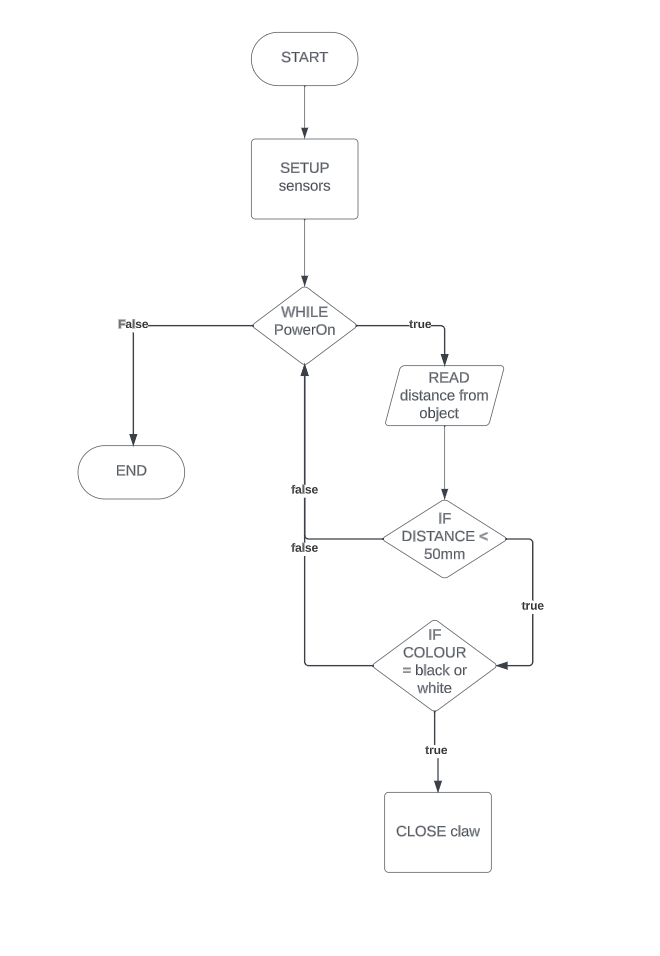 START
SETUP
sensors
WHILE
PowerOn
False
true
READ
distance from
object
END
false
IF
DISTANCE <
50mm
false
true
IF
COLOUR
= black or
white
true
CLOSE claw